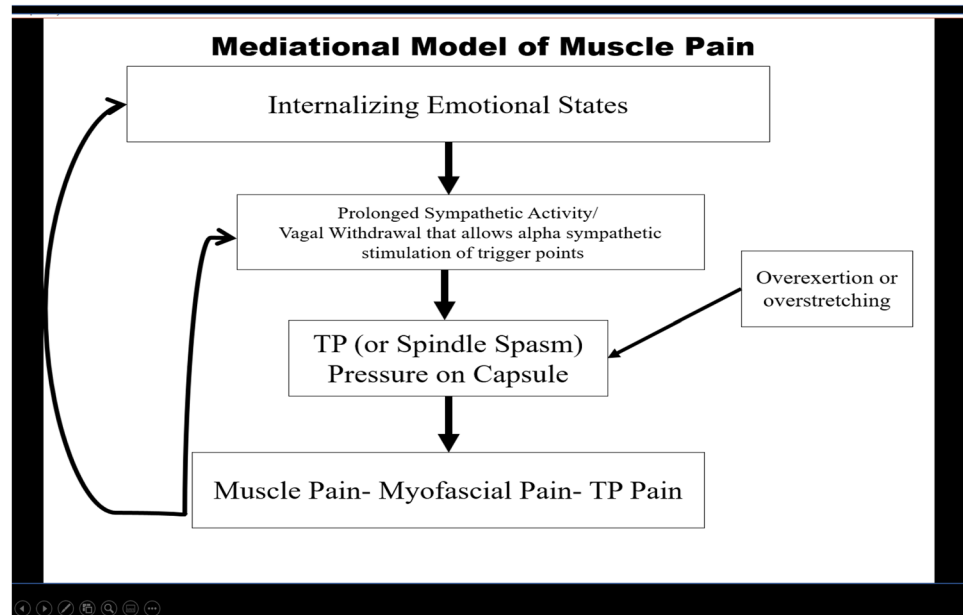 Mediational Model of Muscle Pain
Internalizing Emotional States
Prolonged Sympathetic Activity/
Vagal Withdrawal that allows alpha sympathetic
stimulation of trigger points
Overexertion or
overstretching
TP (or Spindle Spasm)
Pressure on Capsule
Muscle Pain- Myofascial Pain- TP Pain